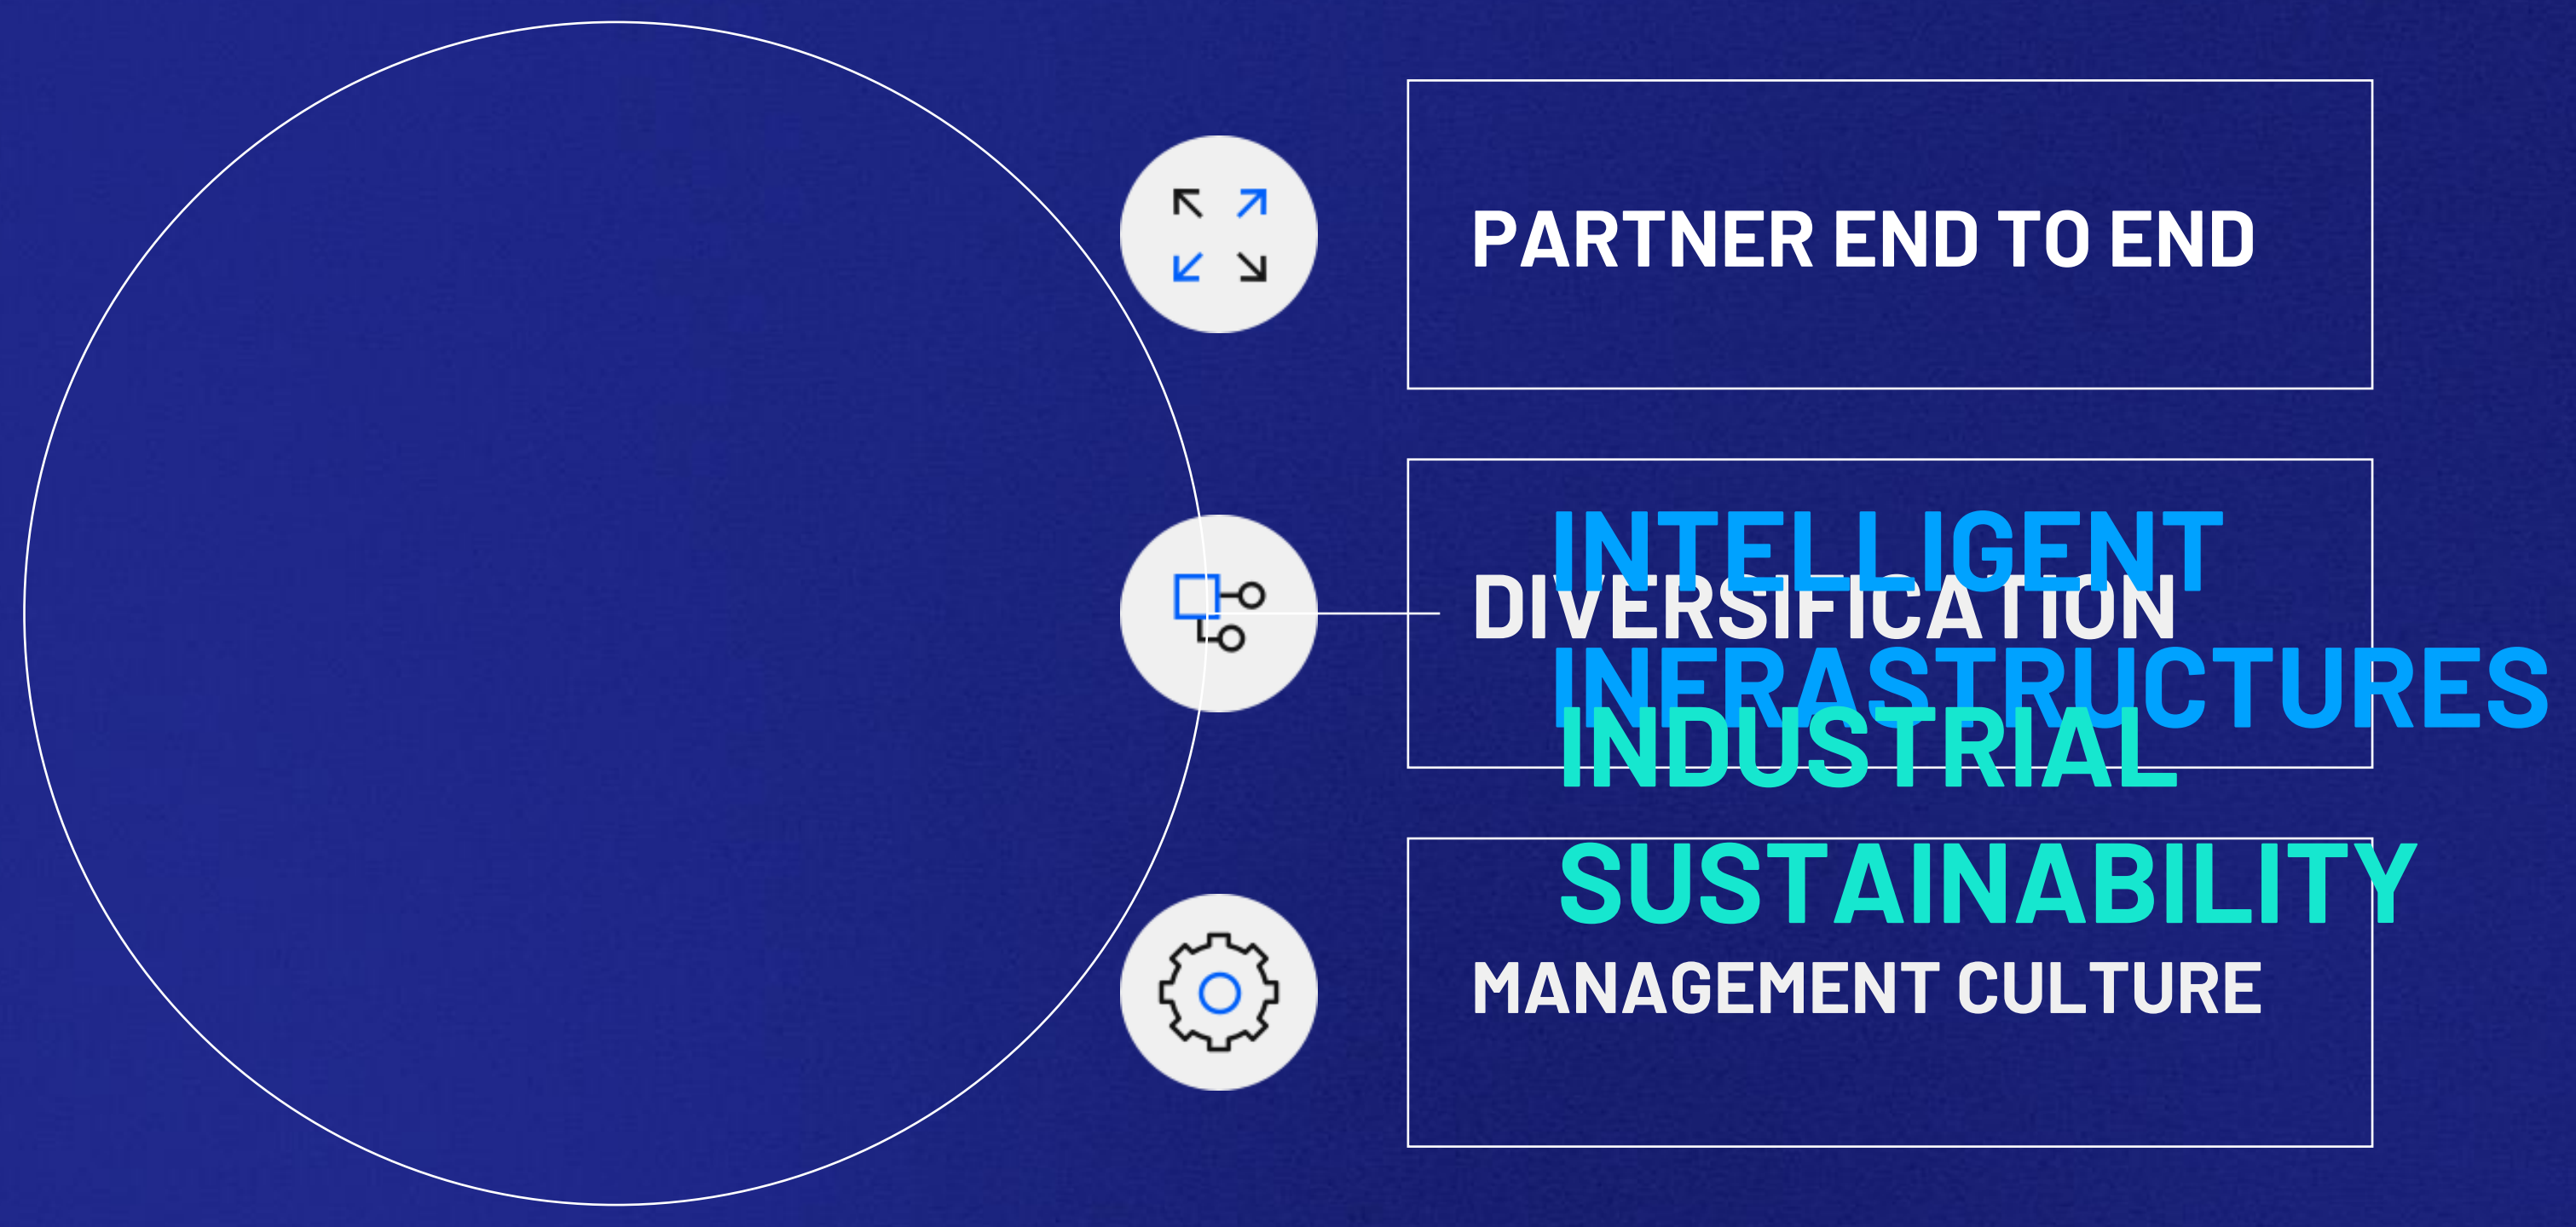 PARTNER END TO END
INTELLIGENT
DIVERSIFICATION
INFRASTRUCTURES
INDUSTRIAL
SUSTAINABILITY
MANAGEMENT CULTURE